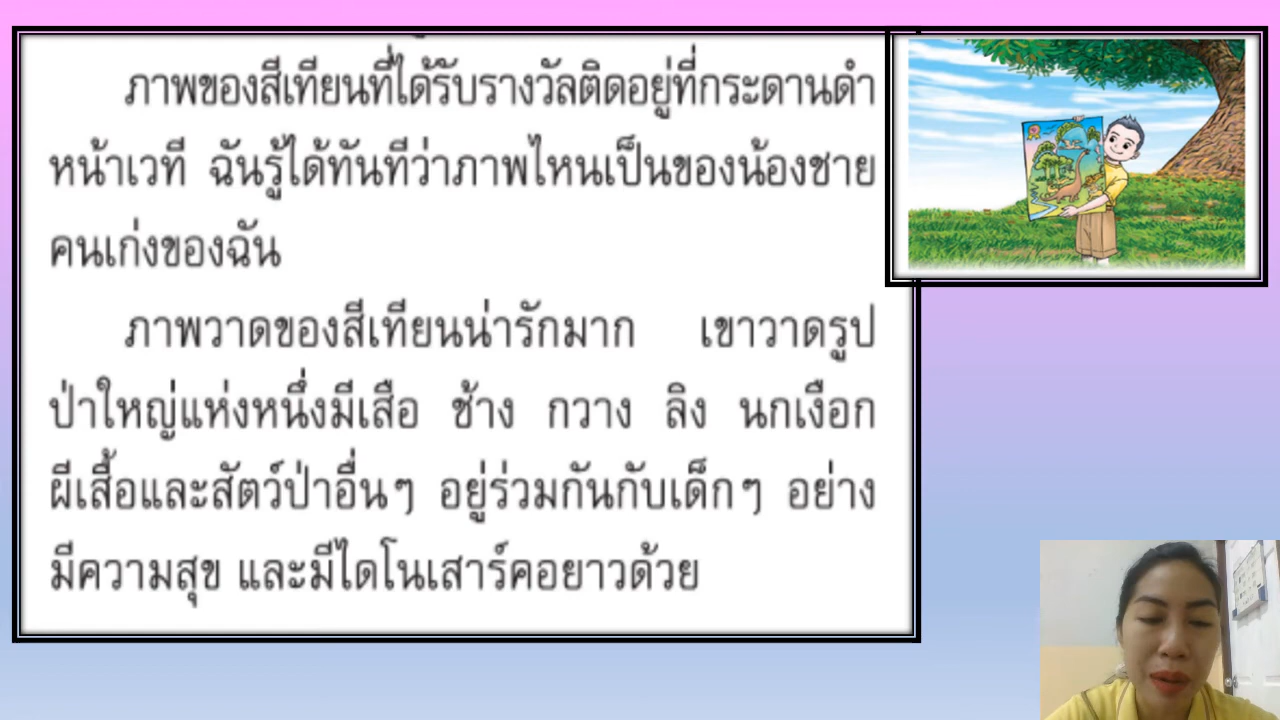 ภาพของสีเทียนที่ได้รับรางวัลติดอยู่ที่กระดานดำ
หน้าเวที ฉันรู้ได้ทันทีว่าภาพไหนเป็นของน้องชาย
คนเก่งของฉัน
ภาพวาดของสีเทียนน่ารักมาก เขาวาดรูป
ป่าใหญ่แห่งหนึ่งมีเสือ ช้าง กวาง ลิง นกเงือก
ผีเสื้อและสัตว์ป่าอื่นๆ อยู่ร่วมกันกับเด็กๆ อย่าง
มีความสุข และมีไดโนเสาร์คอยาวด้วย